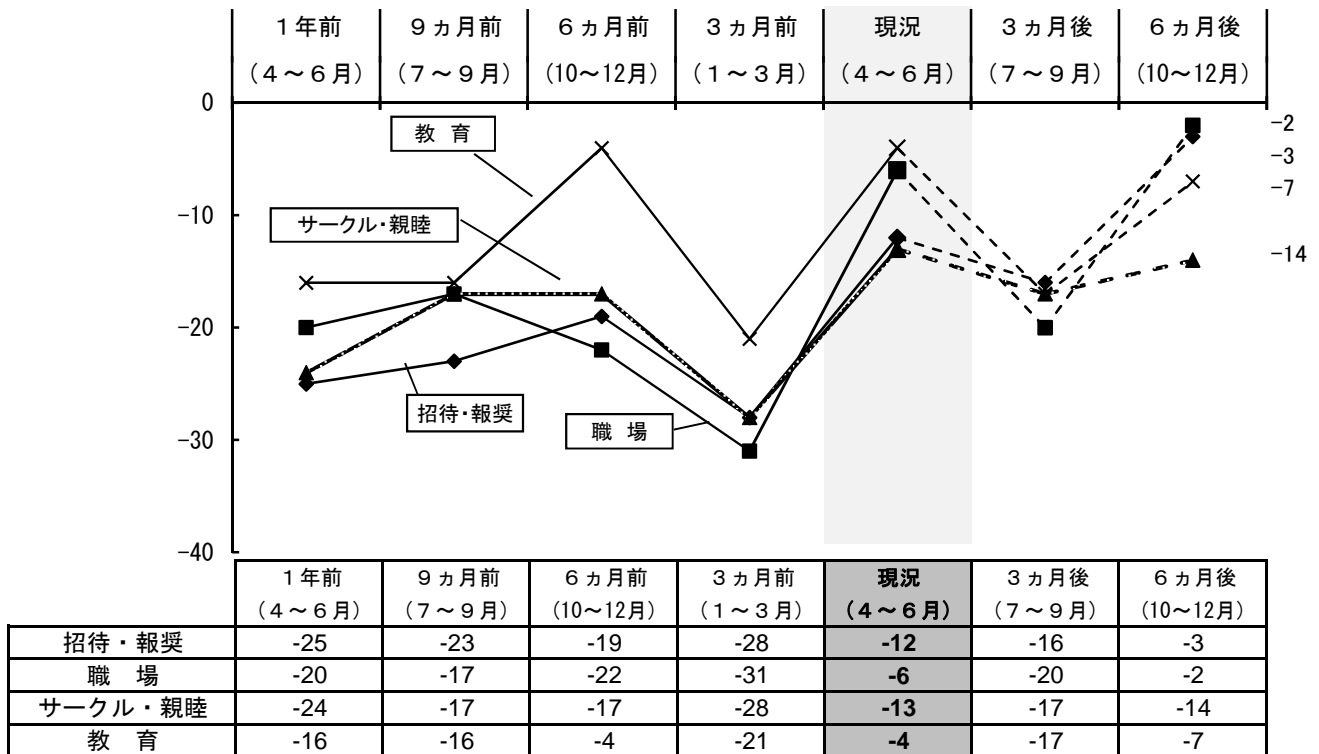 １年前 ９ヵ月前 ６ヵ月前 ３ヵ月前 現況 ３ヵ月後 ６ヵ月後
（４～６月） （７～９月） （10～12月） （１～３月） （４～６月） （７～９月） （10～12月）
0
教 育
-2
-3
-7
-10
サークル・親睦
-14
-20
招待・報奨
職 場
-30
-40
１年前 ９ヵ月前 ６ヵ月前 ３ヵ月前 現況 ３ヵ月後 ６ヵ月後
（４～６月） （７～９月） （10～12月） （１～３月） （４～６月） （７～９月） （10～12月）
招待・報奨 -25 -23 -19 -28 -12 -16 -3
職 場 -20 -17 -22 -31 -6 -20 -2
サークル・親睦 -24 -17 -17 -28 -13 -17 -14
教 育 -16 -16 -4 -21 -4 -17 -7